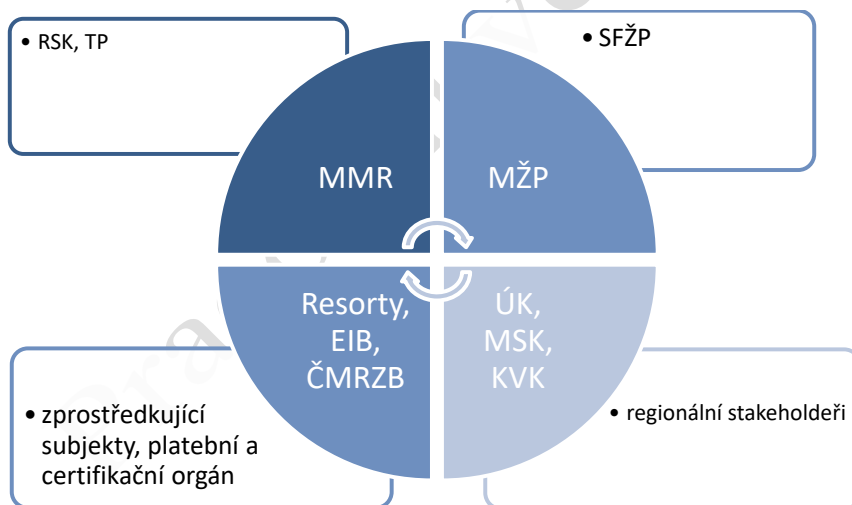 • RSK, TP
• SFŽP
MMR
MŽP
Resorty,
EIB,
ČMRZB
ÚK,
MSK,
KVK
• zprostředkující
subjekty, platební a
certifikační orgán
• regionální stakeholdeři